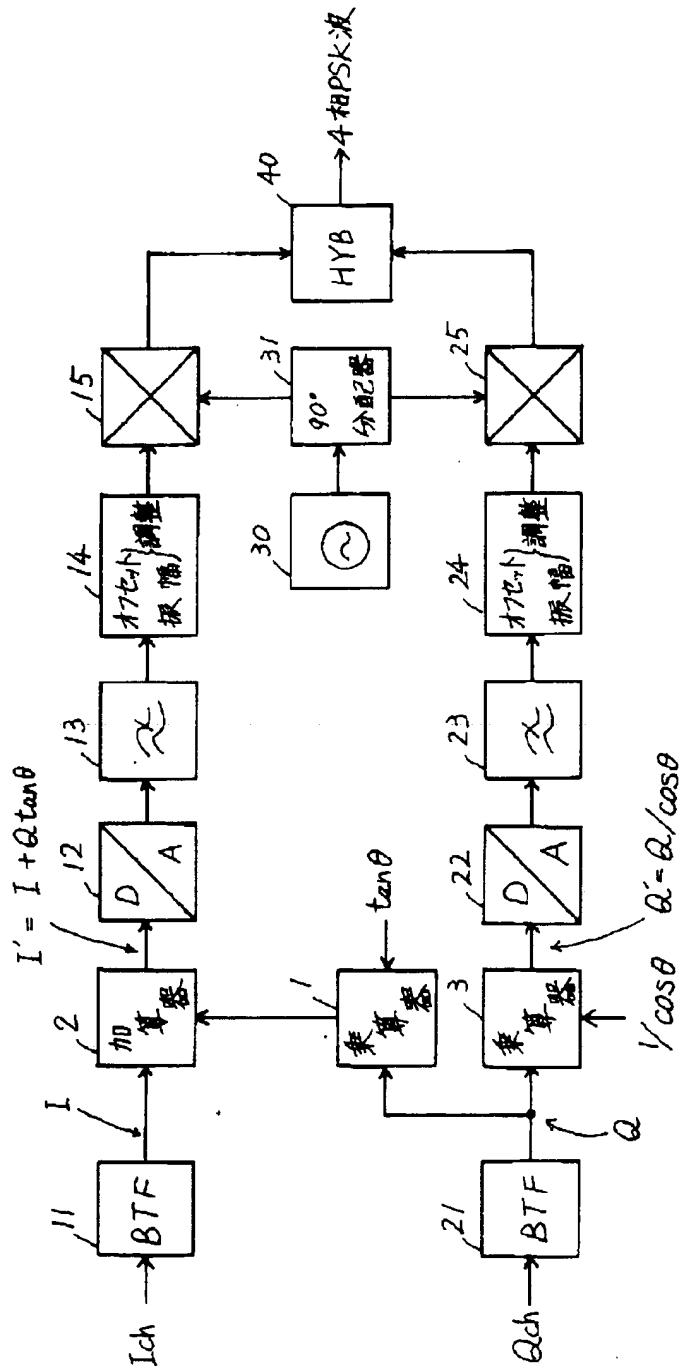 Ich
11
BTF
I
2
加
算
器
I′ = I + Q tanθ
12
D
A
13
14
オフセット
振幅
調整
15
1
乗
算
器
tanθ
30
31
90°
分配器
40
HYB
4相PSK波
Qch
21
BTF
Q
3
乗
算
器
1/cosθ
Q′ = Q/cosθ
22
D
A
23
24
オフセット
振幅
調整
25